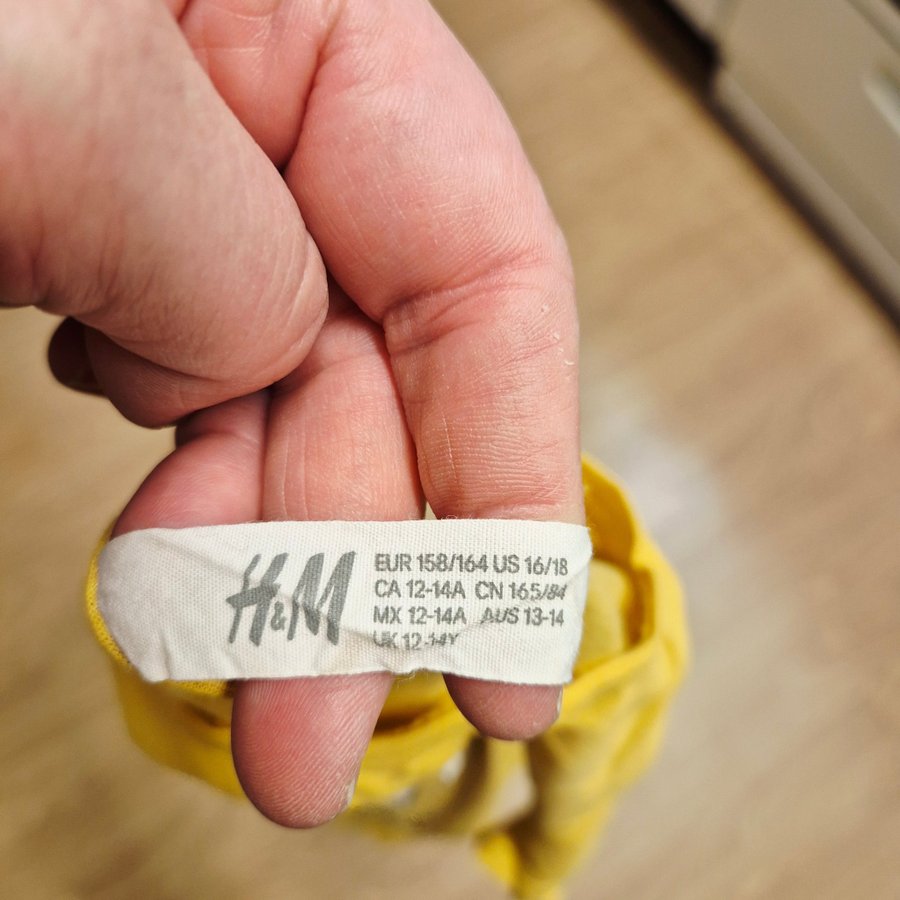 H&M
EUR 158/164 US 16/18
CA 12-14A CN 165/84
MX 12-14A AUS 13-14
UK 12-14Y